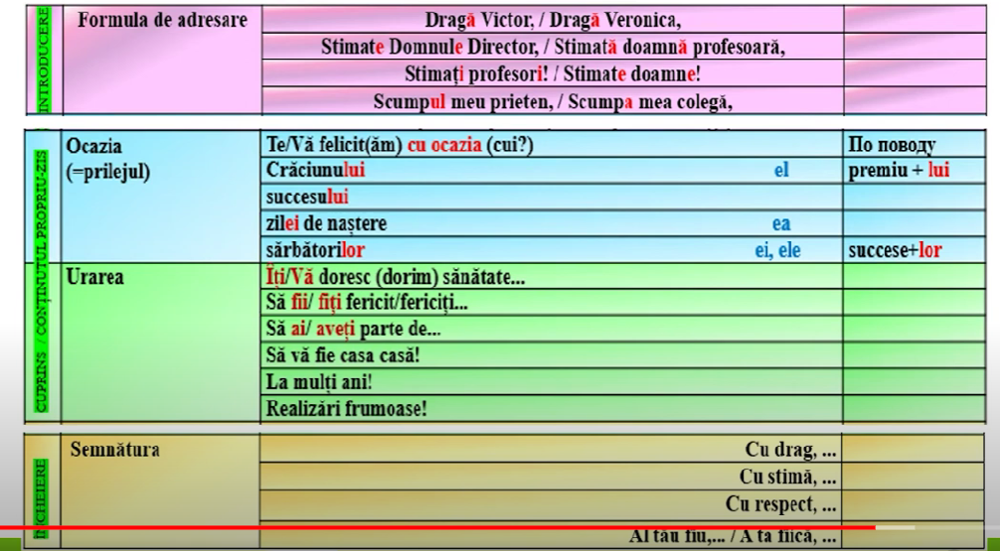 INTRODUCERE
Formula de adresare
Dragă Victor, / Dragă Veronica,
Stimate Domnule Director, / Stimată doamnă profesoară,
Stimați profesori! / Stimate doamne!
Scumpul meu prieten, / Scumpa mea colegă,
CUPRINS / CONȚINUTUL PROPRIU-ZIS
Ocazia
(=prilejul)
Te/Vă felicit(ăm) cu ocazia (cui?) По поводу
Crăciunului el premiu + lui
succesului
zilei de naștere ea
sărbătorilor ei, ele succese+lor
Urarea
Îți/Vă doresc (dorim) sănătate...
Să fii/ fiți fericit/fericiți...
Să ai/ aveți parte de...
Să vă fie casa casă!
La mulți ani!
Realizări frumoase!
INCHEIERE
Semnătura
Cu drag, ...
Cu stimă, ...
Cu respect, ...
Al tău fiu,... / A ta fiică, ...